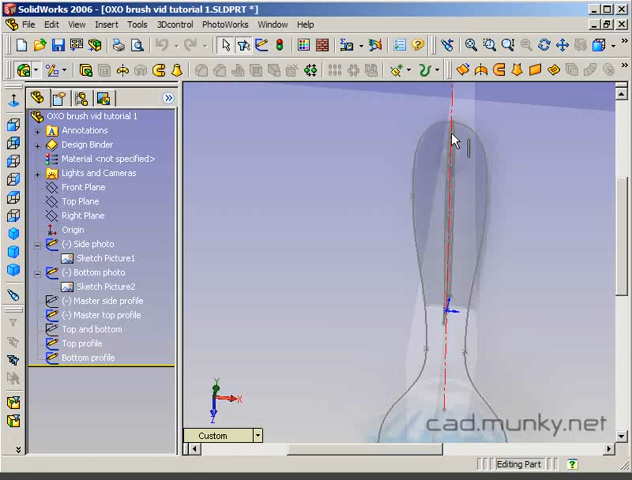 SolidWorks 2006 - [OXO brush vid tutorial 1.SLDPRT *]
File Edit View Insert Tools 3Dcontrol PhotoWorks Window Help
OXO brush vid tutorial 1
Annotations
Design Binder
Material <not specified>
Lights and Cameras
Front Plane
Top Plane
Right Plane
Origin
(-) Side photo
Sketch Picture1
(-) Bottom photo
Sketch Picture2
(-) Master side profile
(-) Master top profile
Top and bottom
Top profile
Bottom profile
Y
X
Z
cad.munky.net
Custom
Editing Part
?